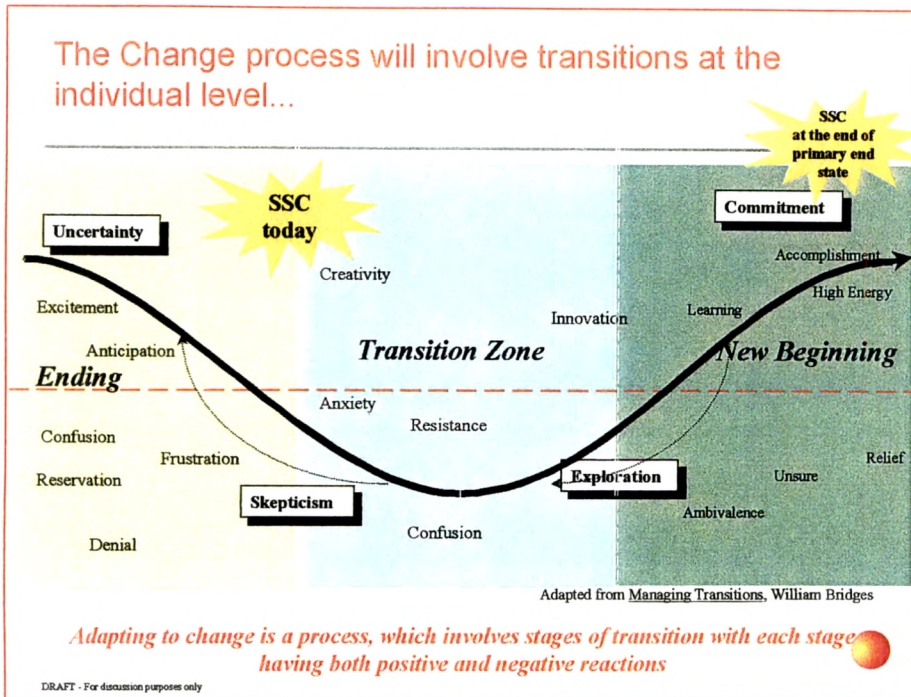 The Change process will involve transitions at the
individual level...
SSC
at the end of
primary end
state
SSC
today
Uncertainty
Commitment
Creativity
Accomplishment
High Energy
Excitement
Innovation
Learning
Anticipation
Transition Zone
New Beginning
Ending
Anxiety
Resistance
Confusion
Frustration
Relief
Reservation
Exploration
Unsure
Skepticism
Ambivalence
Confusion
Denial
Adapted from Managing Transitions, William Bridges
Adapting to change is a process, which involves stages of transition with each stage
having both positive and negative reactions
DRAFT - For discussion purposes only